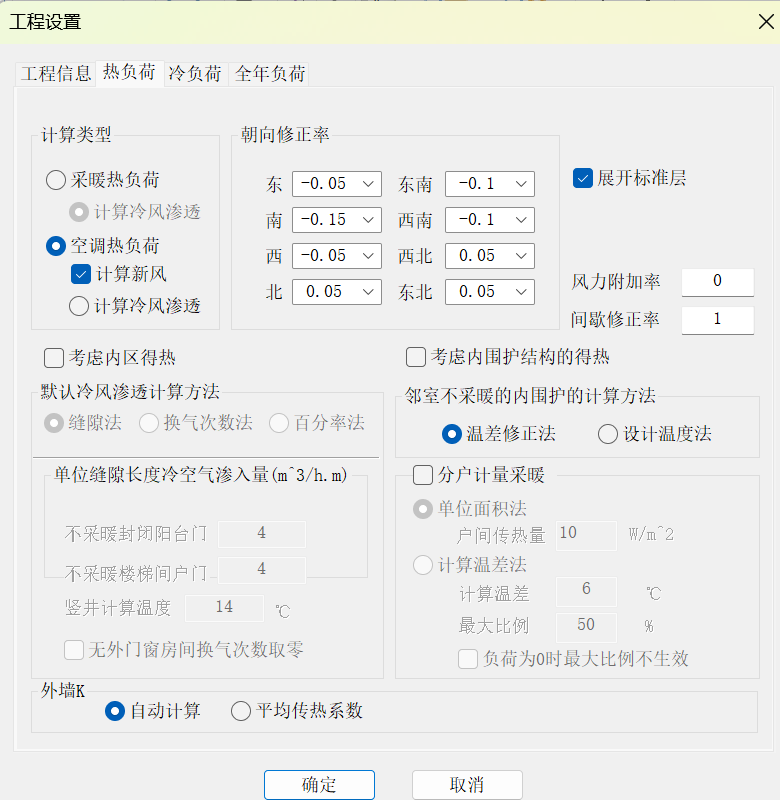 工程设置
工程信息 热负荷 冷负荷 全年负荷
计算类型
采暖热负荷
计算冷风渗透
空调热负荷
计算新风
计算冷风渗透
朝向修正率
东 -0.05 东南 -0.1
南 -0.15 西南 -0.1
西 -0.05 西北 0.05
北 0.05 东北 0.05
展开标准层
风力附加率 0
间歇修正率 1
考虑内区得热
考虑内围护结构的得热
默认冷风渗透计算方法
缝隙法 换气次数法 百分率法
单位缝隙长度冷空气渗入量(m^3/h.m)
不采暖封闭阳台门 4
不采暖楼梯间户门 4
竖井计算温度 14 ℃
无外门窗房间换气次数取零
邻室不采暖的内围护的计算方法
温差修正法 设计温度法
分户计量采暖
单位面积法
户间传热量 10 W/m^2
计算温差法
计算温差 6 ℃
最大比例 50 %
负荷为0时最大比例不生效
外墙K
自动计算 平均传热系数
确定 取消